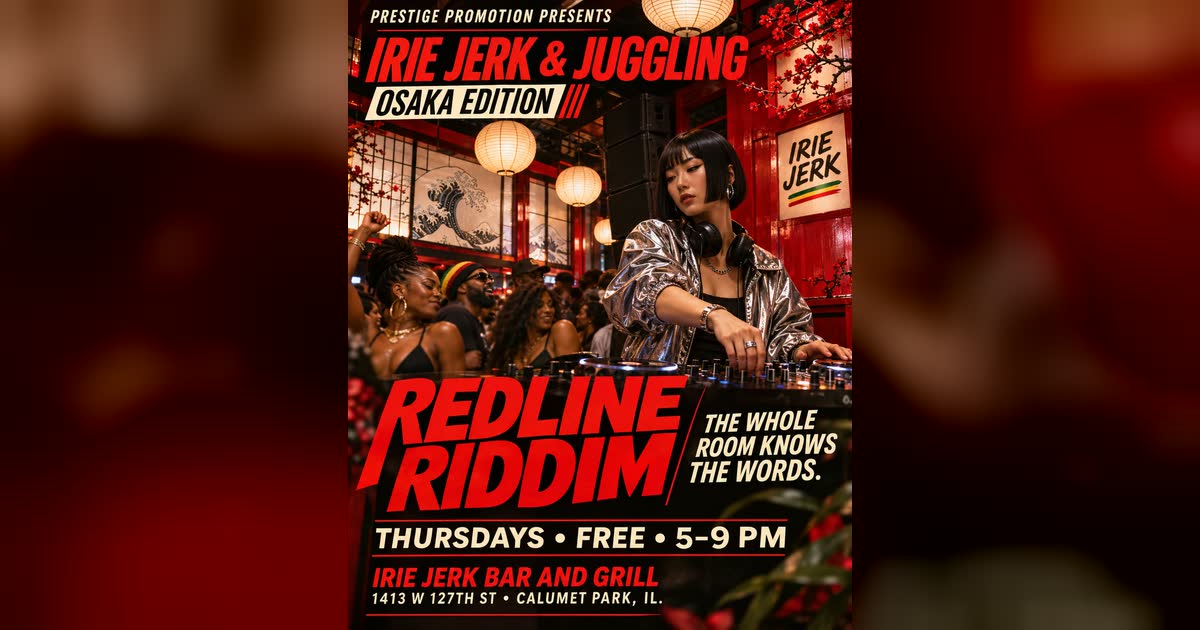 PRESTIGE PROMOTION PRESENTS
IRIE JERK & JUGGLING
OSAKA EDITION
IRIE
JERK
REDLINE
RIDDIM
THE WHOLE
ROOM KNOWS
THE WORDS.
THURSDAYS • FREE • 5–9 PM
IRIE JERK BAR AND GRILL
1413 W 127TH ST • CALUMET PARK, IL.